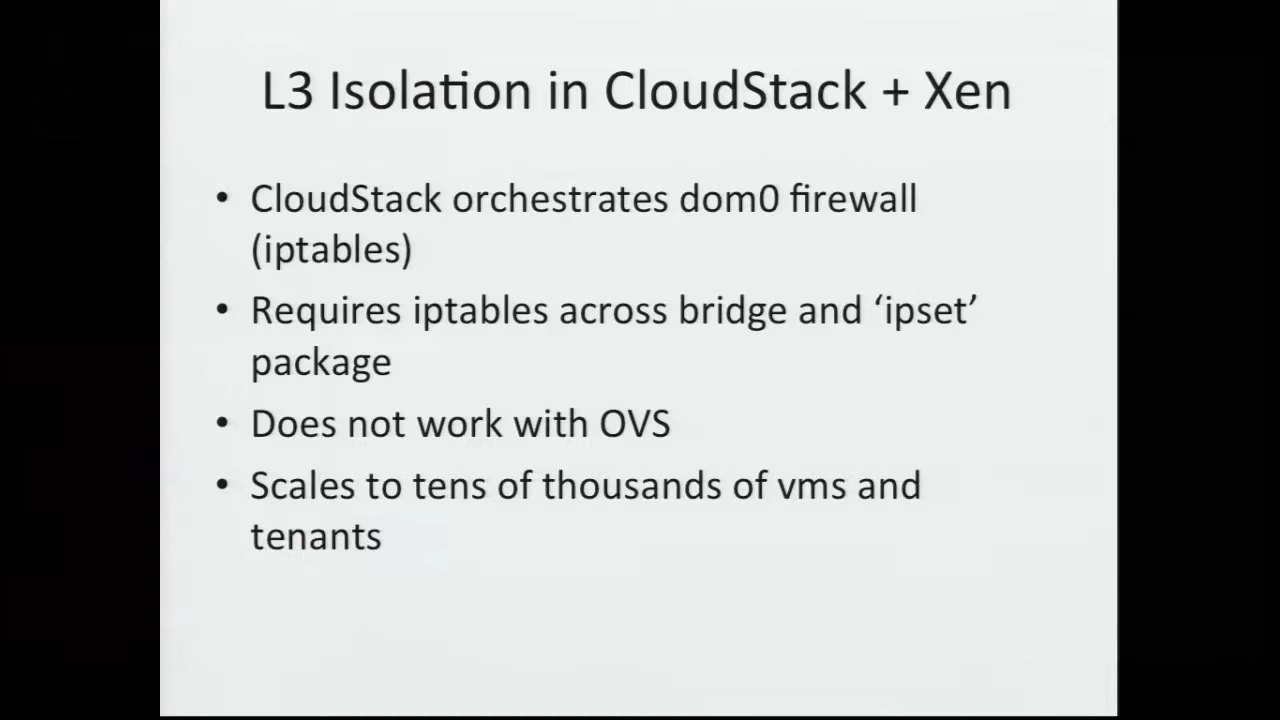 L3 Isolation in CloudStack + Xen
• CloudStack orchestrates dom0 firewall
(iptables)
• Requires iptables across bridge and ‘ipset’
package
• Does not work with OVS
• Scales to tens of thousands of vms and
tenants